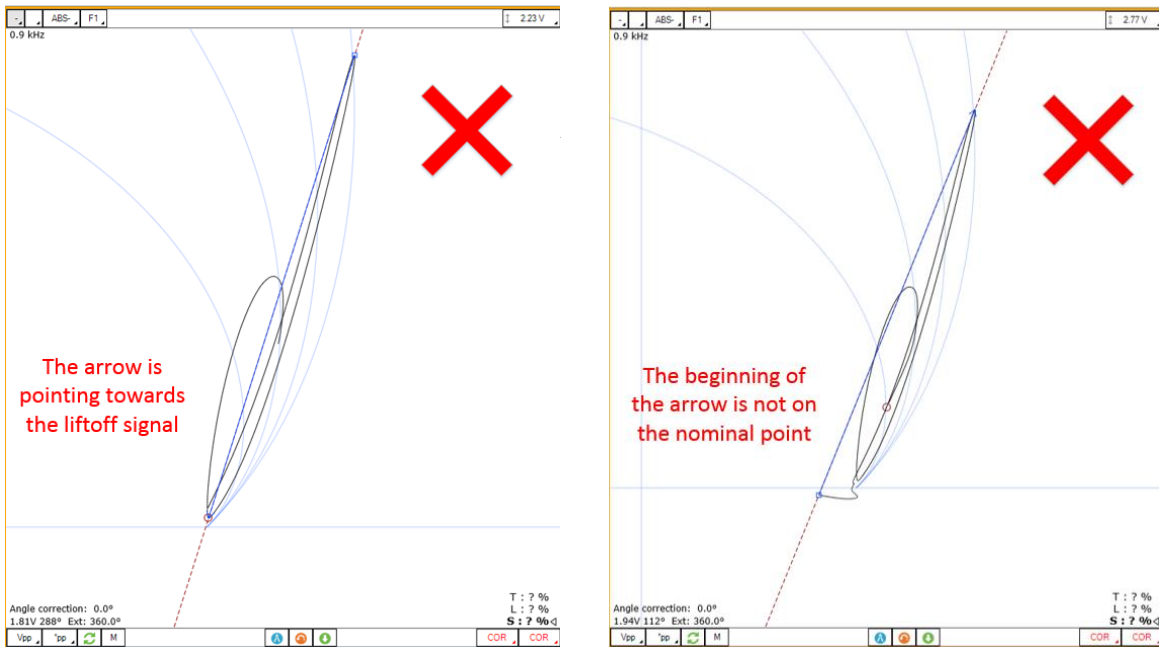 ABS- F1 2.23 V
0.9 kHz
The arrow is
pointing towards
the liftoff signal
T : ? %
L : ? %
Angle correction: 0.0°
1.81V 288° Ext: 360.0° S : ? %
Vpp °pp M COR COR
ABS- F1 2.77 V
0.9 kHz
The beginning of
the arrow is not on
the nominal point
T : ? %
L : ? %
Angle correction: 0.0°
1.94V 112° Ext: 360.0° S : ? %
Vpp °pp M COR COR